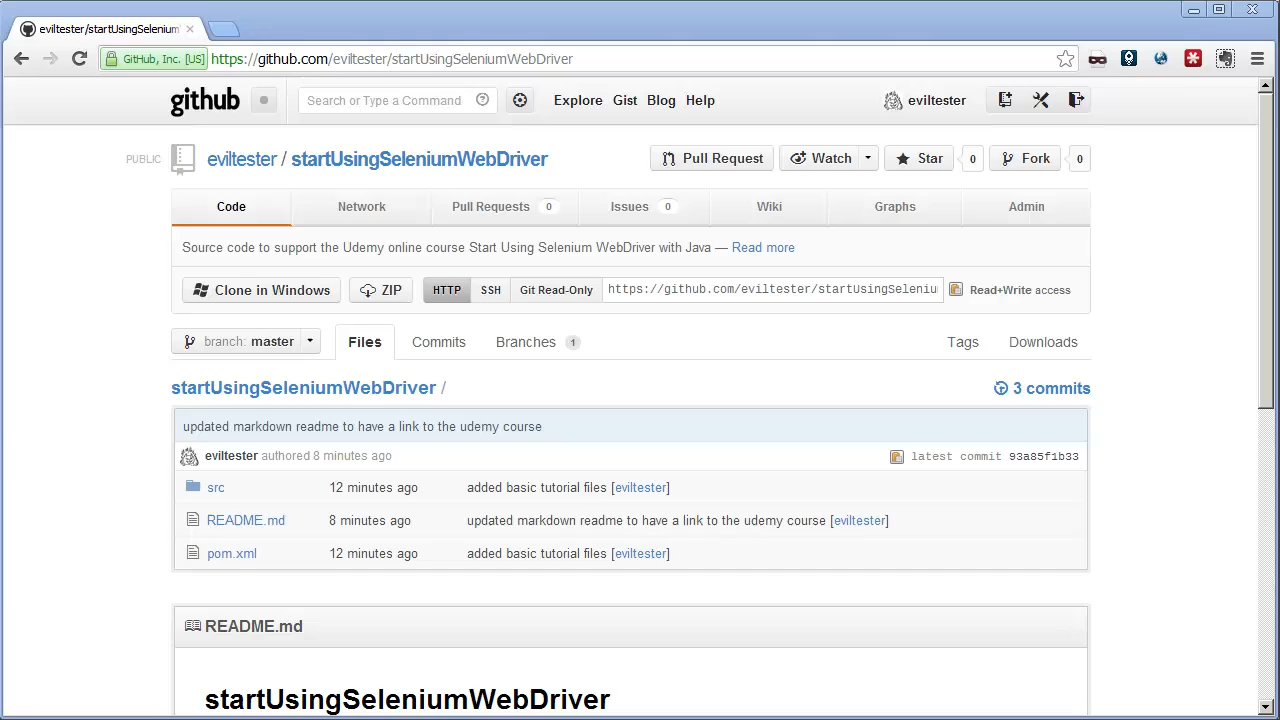 eviltester/startUsingSelenium
GitHub, Inc. [US] https://github.com/eviltester/startUsingSeleniumWebDriver
github Search or Type a Command Explore Gist Blog Help eviltester
PUBLIC eviltester / startUsingSeleniumWebDriver Pull Request Watch Star 0 Fork 0
Code Network Pull Requests 0 Issues 0 Wiki Graphs Admin
Source code to support the Udemy online course Start Using Selenium WebDriver with Java — Read more
Clone in Windows ZIP HTTP SSH Git Read-Only https://github.com/eviltester/startUsingSeleniu Read+Write access
branch: master Files Commits Branches 1 Tags Downloads
startUsingSeleniumWebDriver / 3 commits
updated markdown readme to have a link to the udemy course
eviltester authored 8 minutes ago latest commit 93a85f1b33
src 12 minutes ago added basic tutorial files [eviltester]
README.md 8 minutes ago updated markdown readme to have a link to the udemy course [eviltester]
pom.xml 12 minutes ago added basic tutorial files [eviltester]
README.md
startUsingSeleniumWebDriver